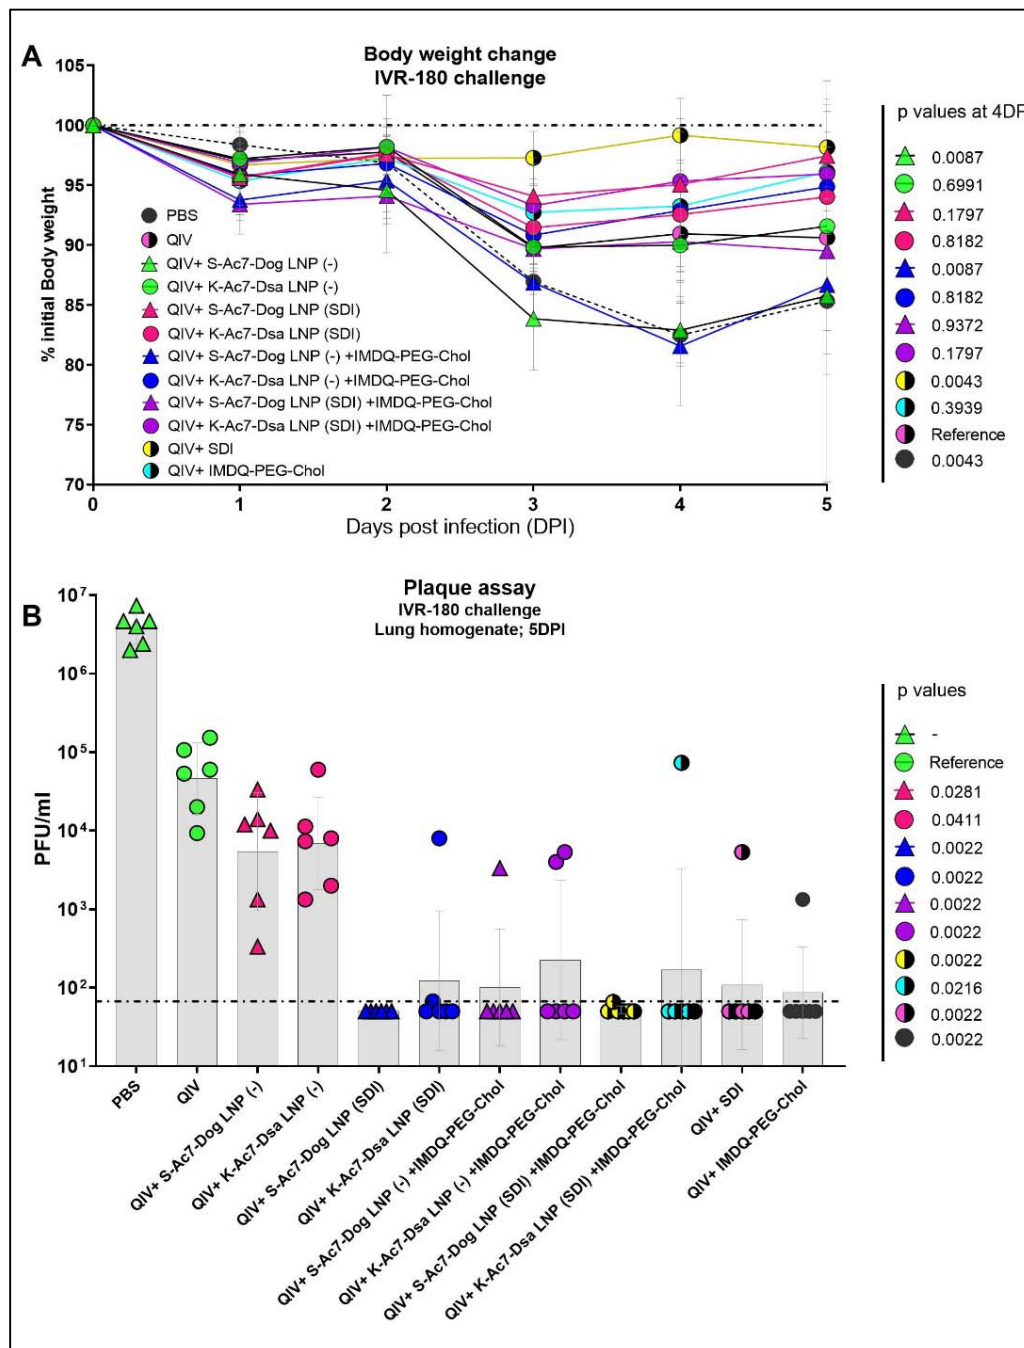 A
Body weight change
IVR-180 challenge
% initial Body weight
105
100
95
90
85
80
75
70
0
1
2
3
4
5
Days post infection (DPI)
PBS
QIV
QIV+ S-Ac7-Dog LNP (-)
QIV+ K-Ac7-Dsa LNP (-)
QIV+ S-Ac7-Dog LNP (SDI)
QIV+ K-Ac7-Dsa LNP (SDI)
QIV+ S-Ac7-Dog LNP (-) +IMDQ-PEG-Chol
QIV+ K-Ac7-Dsa LNP (-) +IMDQ-PEG-Chol
QIV+ S-Ac7-Dog LNP (SDI) +IMDQ-PEG-Chol
QIV+ K-Ac7-Dsa LNP (SDI) +IMDQ-PEG-Chol
QIV+ SDI
QIV+ IMDQ-PEG-Chol
p values at 4DP
0.0087
0.6991
0.1797
0.8182
0.0087
0.8182
0.9372
0.1797
0.0043
0.3939
Reference
0.0043
B
Plaque assay
IVR-180 challenge
Lung homogenate; 5DPI
PFU/ml
10⁷
10⁶
10⁵
10⁴
10³
10²
10¹
PBS
QIV
QIV+ S-Ac7-Dog LNP (-)
QIV+ K-Ac7-Dsa LNP (-)
QIV+ S-Ac7-Dog LNP (SDI)
QIV+ K-Ac7-Dsa LNP (SDI)
QIV+ S-Ac7-Dog LNP (-) +IMDQ-PEG-Chol
QIV+ K-Ac7-Dsa LNP (-) +IMDQ-PEG-Chol
QIV+ S-Ac7-Dog LNP (SDI) +IMDQ-PEG-Chol
QIV+ K-Ac7-Dsa LNP (SDI) +IMDQ-PEG-Chol
QIV+ SDI
QIV+ IMDQ-PEG-Chol
p values
-
Reference
0.0281
0.0411
0.0022
0.0022
0.0022
0.0022
0.0022
0.0216
0.0022
0.0022